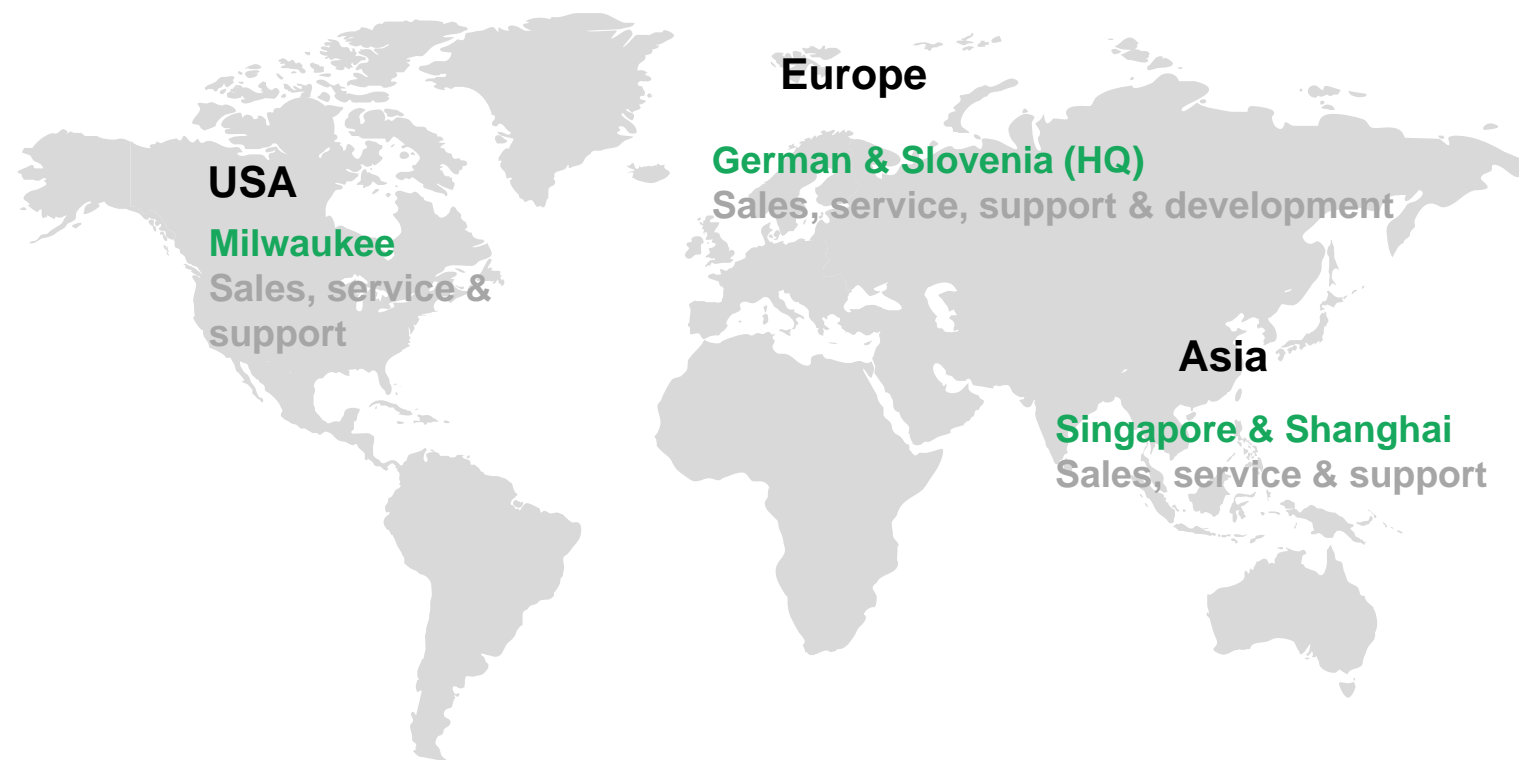 USA
Milwaukee
Sales, service &
support
Europe
German & Slovenia (HQ)
Sales, service, support & development
Asia
Singapore & Shanghai
Sales, service & support